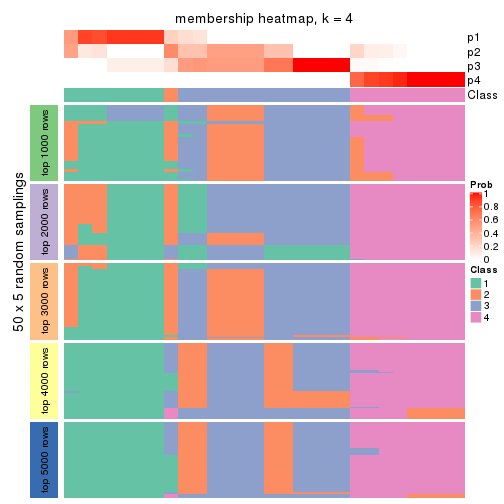 membership heatmap, k = 4
p1
p2
p3
p4
Class
50 x 5 random samplings
top 1000 rows
top 2000 rows
top 3000 rows
top 4000 rows
top 5000 rows
Prob
1
0.8
0.6
0.4
0.2
0
Class
1
2
3
4